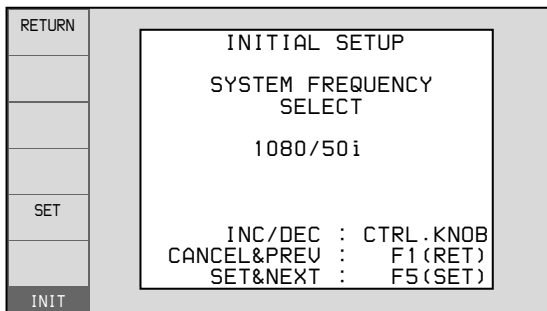 RETURN
INITIAL SETUP
SYSTEM FREQUENCY
SELECT
1080/50i
SET
INC/DEC : CTRL.KNOB
CANCEL&PREV : F1(RET)
SET&NEXT : F5(SET)
INIT